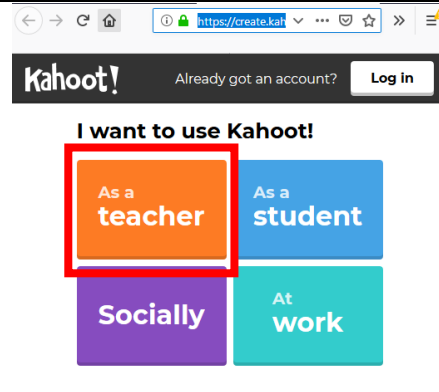 https://create.kah
Kahoot!
Already got an account?
Log in
I want to use Kahoot!
As a
teacher
As a
student
Socially
At
work